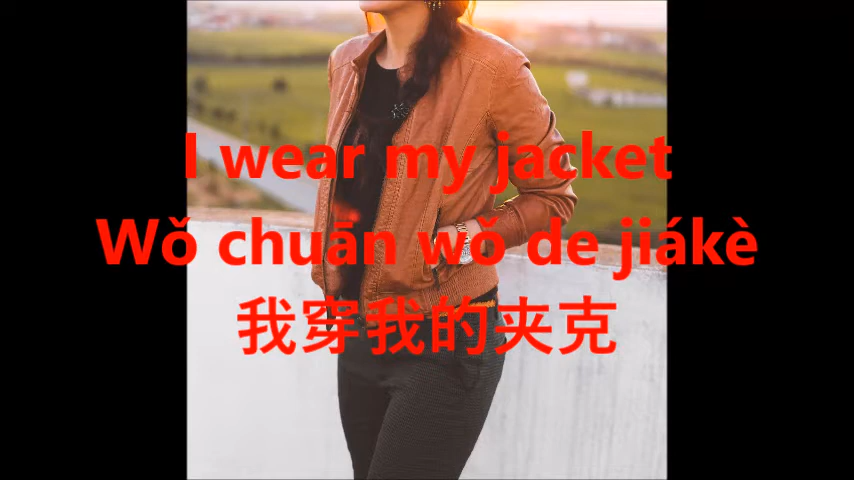 I wear my jacket
Wǒ chuān wǒ de jiákè
我穿我的夹克